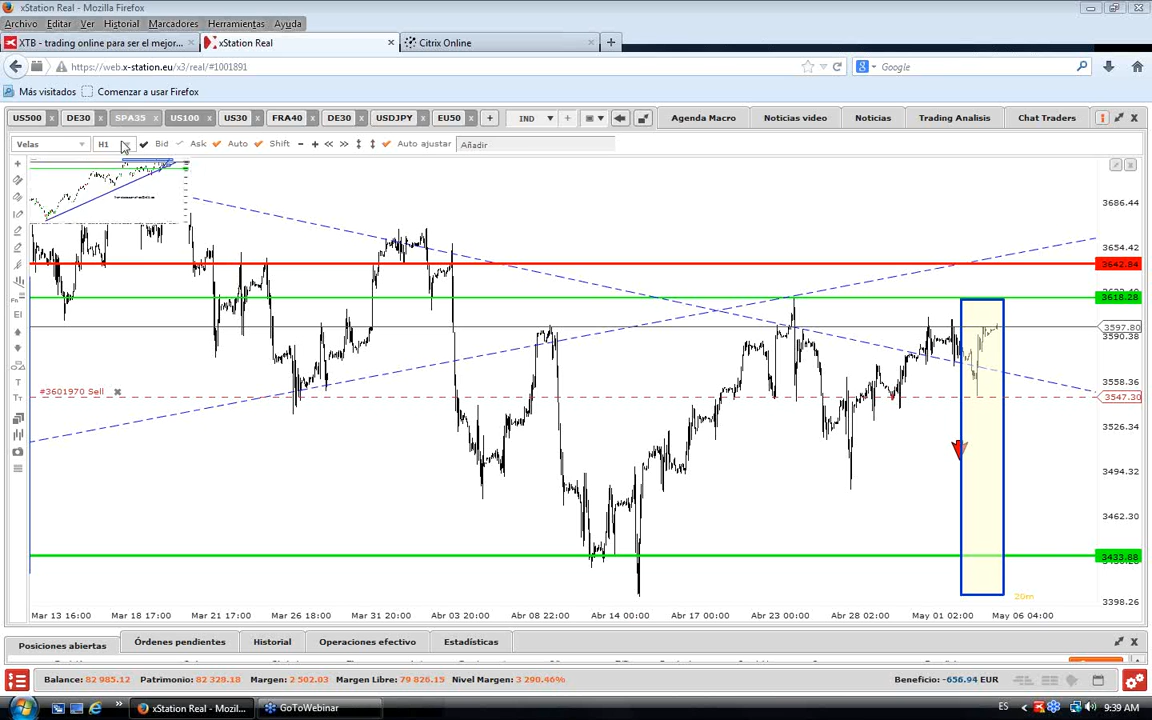 xStation Real - Mozilla Firefox
Archivo Editar Ver Historial Marcadores Herramientas Ayuda
XTB - trading online para ser el mejor... × xStation Real × Citrix Online × +
https://web.x-station.eu/x3/real/#1001891 Google
Más visitados Comenzar a usar Firefox
US500 x DE30 x SPA35 x US100 x US30 x FRA40 x DE30 x USDJPY x EU50 x + IND Agenda Macro Noticias video Noticias Trading Analisis Chat Traders
Velas H1 Bid Ask Auto Shift Auto ajustar Añadir
3686.44
3654.42
3642.84
3618.28
3597.80
3590.38
3558.36
#3601970 Sell
3547.30
3526.34
3494.32
3462.30
3433.88
3398.26
20m
Mar 13 16:00 Mar 18 17:00 Mar 21 17:00 Mar 26 18:00 Mar 31 20:00 Abr 03 20:00 Abr 08 22:00 Abr 14 00:00 Abr 17 00:00 Abr 23 00:00 Abr 28 02:00 May 01 02:00 May 06 04:00
Posiciones abiertas Órdenes pendientes Historial Operaciones efectivo Estadísticas
Balance: 82 985.12 Patrimonio: 82 328.18 Margen: 2 502.03 Margen Libre: 79 826.15 Nivel Margen: 3 290.46% Beneficio: -656.94 EUR
xStation Real - Mozil... GoToWebinar ES 9:39 AM